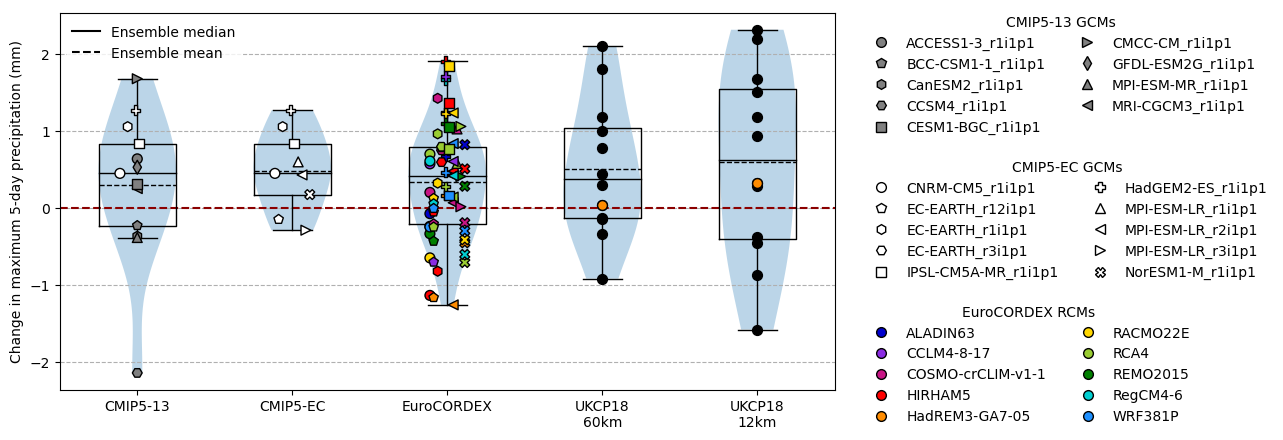 Change in maximum 5-day precipitation (mm)
2
1
0
−1
−2
Ensemble median
Ensemble mean
CMIP5-13
CMIP5-EC
EuroCORDEX
UKCP18
60km
UKCP18
12km
CMIP5-13 GCMs
ACCESS1-3_r1i1p1
BCC-CSM1-1_r1i1p1
CanESM2_r1i1p1
CCSM4_r1i1p1
CESM1-BGC_r1i1p1
CMCC-CM_r1i1p1
GFDL-ESM2G_r1i1p1
MPI-ESM-MR_r1i1p1
MRI-CGCM3_r1i1p1
CMIP5-EC GCMs
CNRM-CM5_r1i1p1
EC-EARTH_r12i1p1
EC-EARTH_r1i1p1
EC-EARTH_r3i1p1
IPSL-CM5A-MR_r1i1p1
HadGEM2-ES_r1i1p1
MPI-ESM-LR_r1i1p1
MPI-ESM-LR_r2i1p1
MPI-ESM-LR_r3i1p1
NorESM1-M_r1i1p1
EuroCORDEX RCMs
ALADIN63
CCLM4-8-17
COSMO-crCLIM-v1-1
HIRHAM5
HadREM3-GA7-05
RACMO22E
RCA4
REMO2015
RegCM4-6
WRF381P